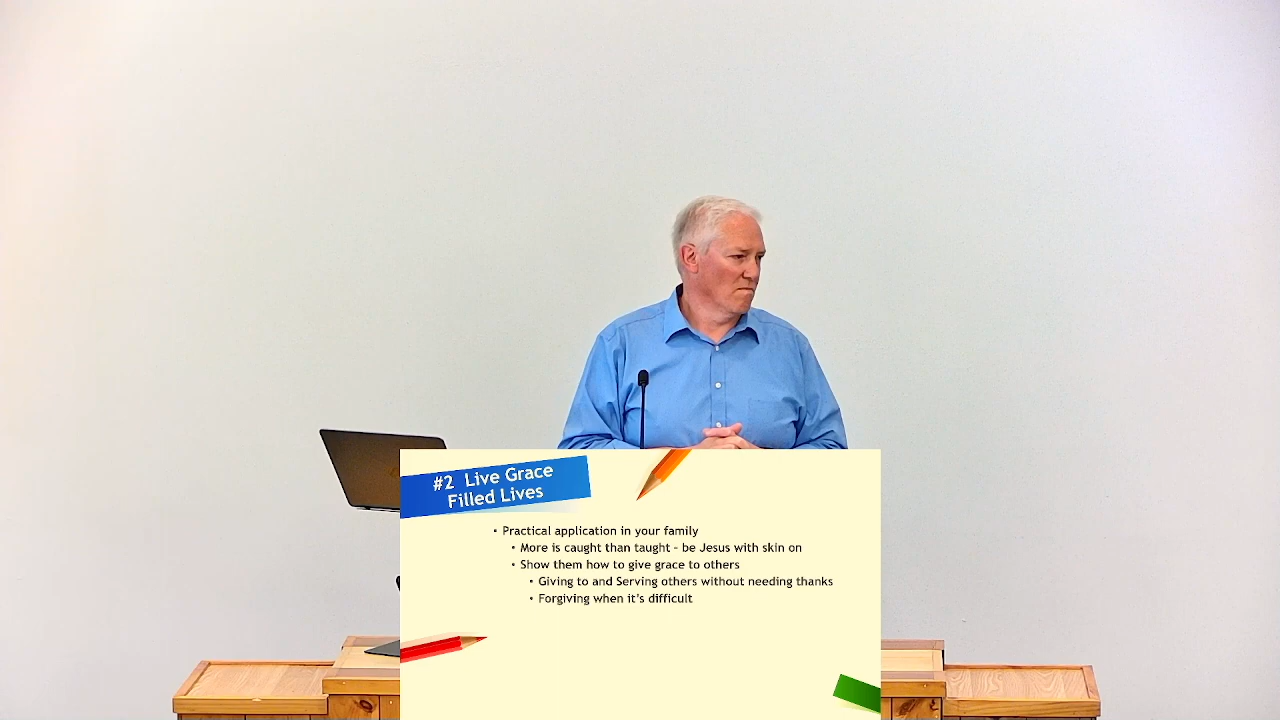 #2 Live Grace
Filled Lives
• Practical application in your family
• More is caught than taught – be Jesus with skin on
• Show them how to give grace to others
• Giving to and Serving others without needing thanks
• Forgiving when it's difficult